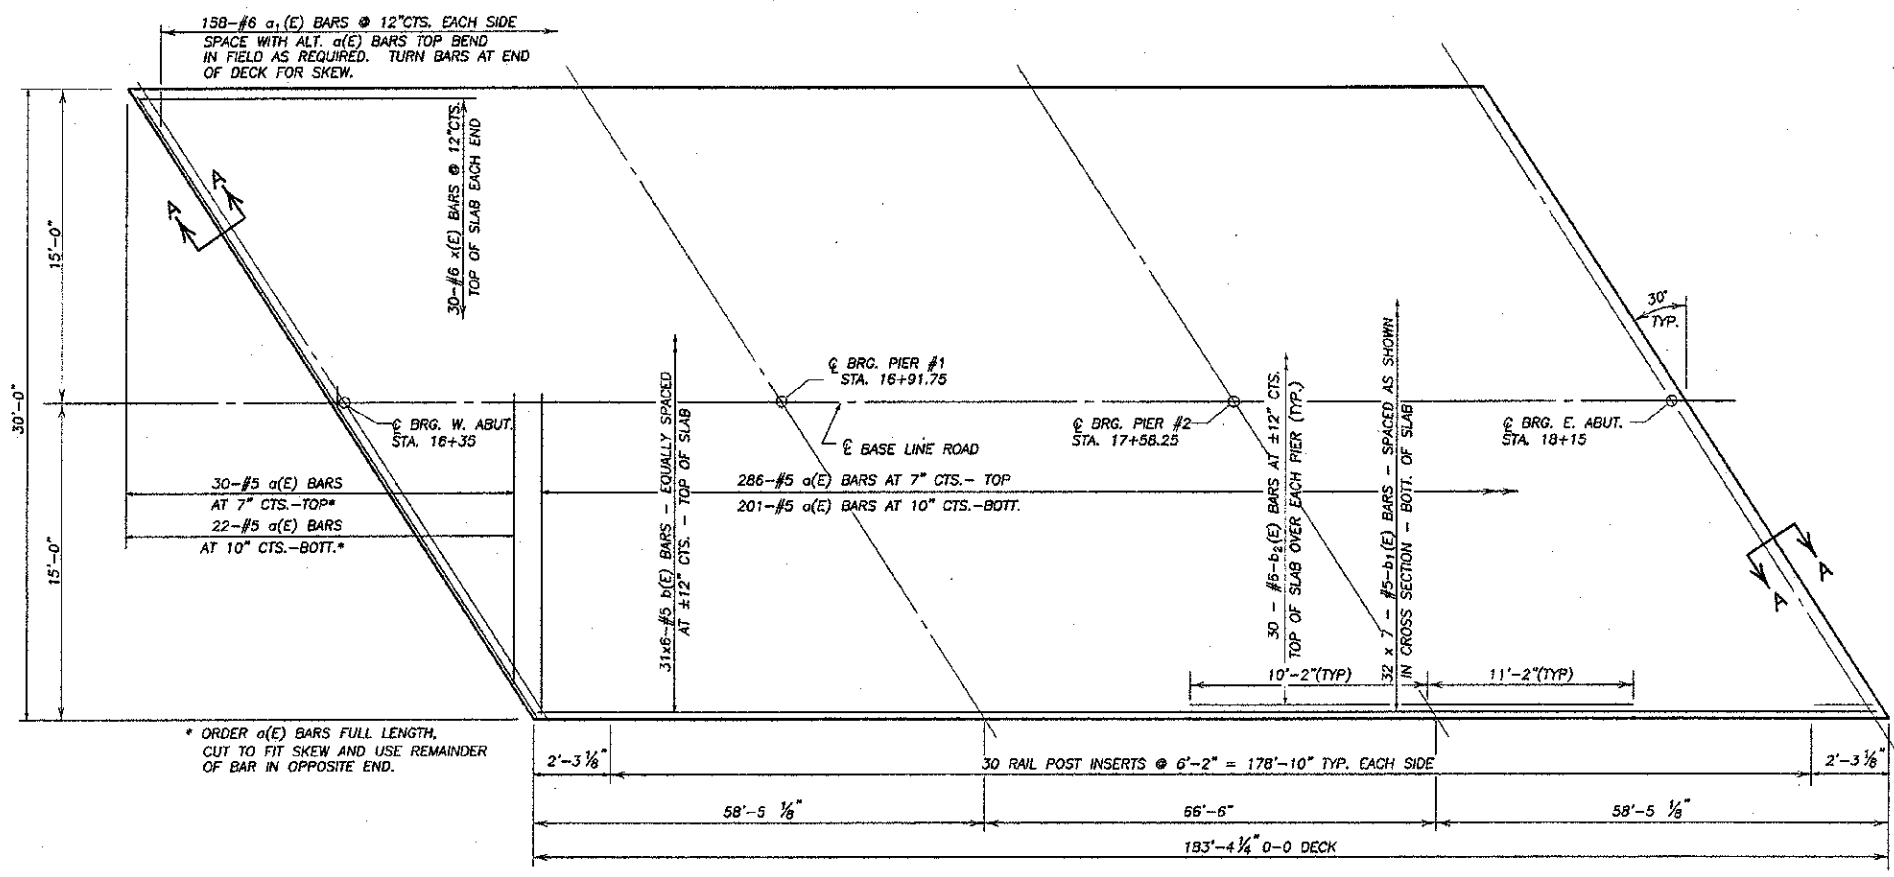 158-#6 a₁(E) BARS @ 12"CTS. EACH SIDE
SPACE WITH ALT. a(E) BARS TOP BEND
IN FIELD AS REQUIRED. TURN BARS AT END
OF DECK FOR SKEW.
30-#6 x(E) BARS @ 12"CTS.
TOP OF SLAB EACH END
A
A
15'-0"
30'-0"
15'-0"
30°
TYP.
℄ BRG. PIER #1
STA. 16+91.75
℄ BRG. W. ABUT.
STA. 16+35
℄ BASE LINE ROAD
℄ BRG. PIER #2
STA. 17+58.25
℄ BRG. E. ABUT.
STA. 18+15
30-#5 a(E) BARS
AT 7" CTS.-TOP*
22-#5 a(E) BARS
AT 10" CTS.-BOTT.*
286-#5 a(E) BARS AT 7" CTS.- TOP
201-#5 a(E) BARS AT 10" CTS.-BOTT.
31x6-#5 b(E) BARS - EQUALLY SPACED
AT ±12" CTS. - TOP OF SLAB
30 - #6-b₂(E) BARS AT ±12" CTS.
TOP OF SLAB OVER EACH PIER (TYP.)
32 x 7 - #5-b₁(E) BARS - SPACED AS SHOWN
IN CROSS SECTION - BOTT. OF SLAB
A
A
10'-2"(TYP)
11'-2"(TYP)
* ORDER a(E) BARS FULL LENGTH,
CUT TO FIT SKEW AND USE REMAINDER
OF BAR IN OPPOSITE END.
2'-3 ⅛"
30 RAIL POST INSERTS @ 6'-2" = 178'-10" TYP. EACH SIDE
2'-3 ⅛"
58'-5 ⅛"
66'-6"
58'-5 ⅛"
183'-4 ¼" O-O DECK